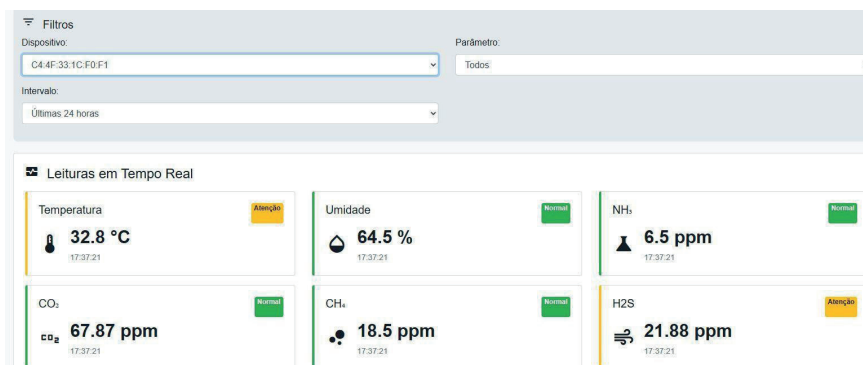 Filtros
Dispositivo:
Parâmetro:
C4:4F:33:1C:F0:F1
Todos
Intervalo:
Últimas 24 horas
Leituras em Tempo Real
Temperatura
Atenção
32.8 °C
17:37:21
Umidade
Normal
64.5 %
17:37:21
NH₃
Normal
6.5 ppm
17:37:21
CO₂
Normal
CO₂ 67.87 ppm
17:37:21
CH₄
Normal
18.5 ppm
17:37:21
H2S
Atenção
21.88 ppm
17:37:21